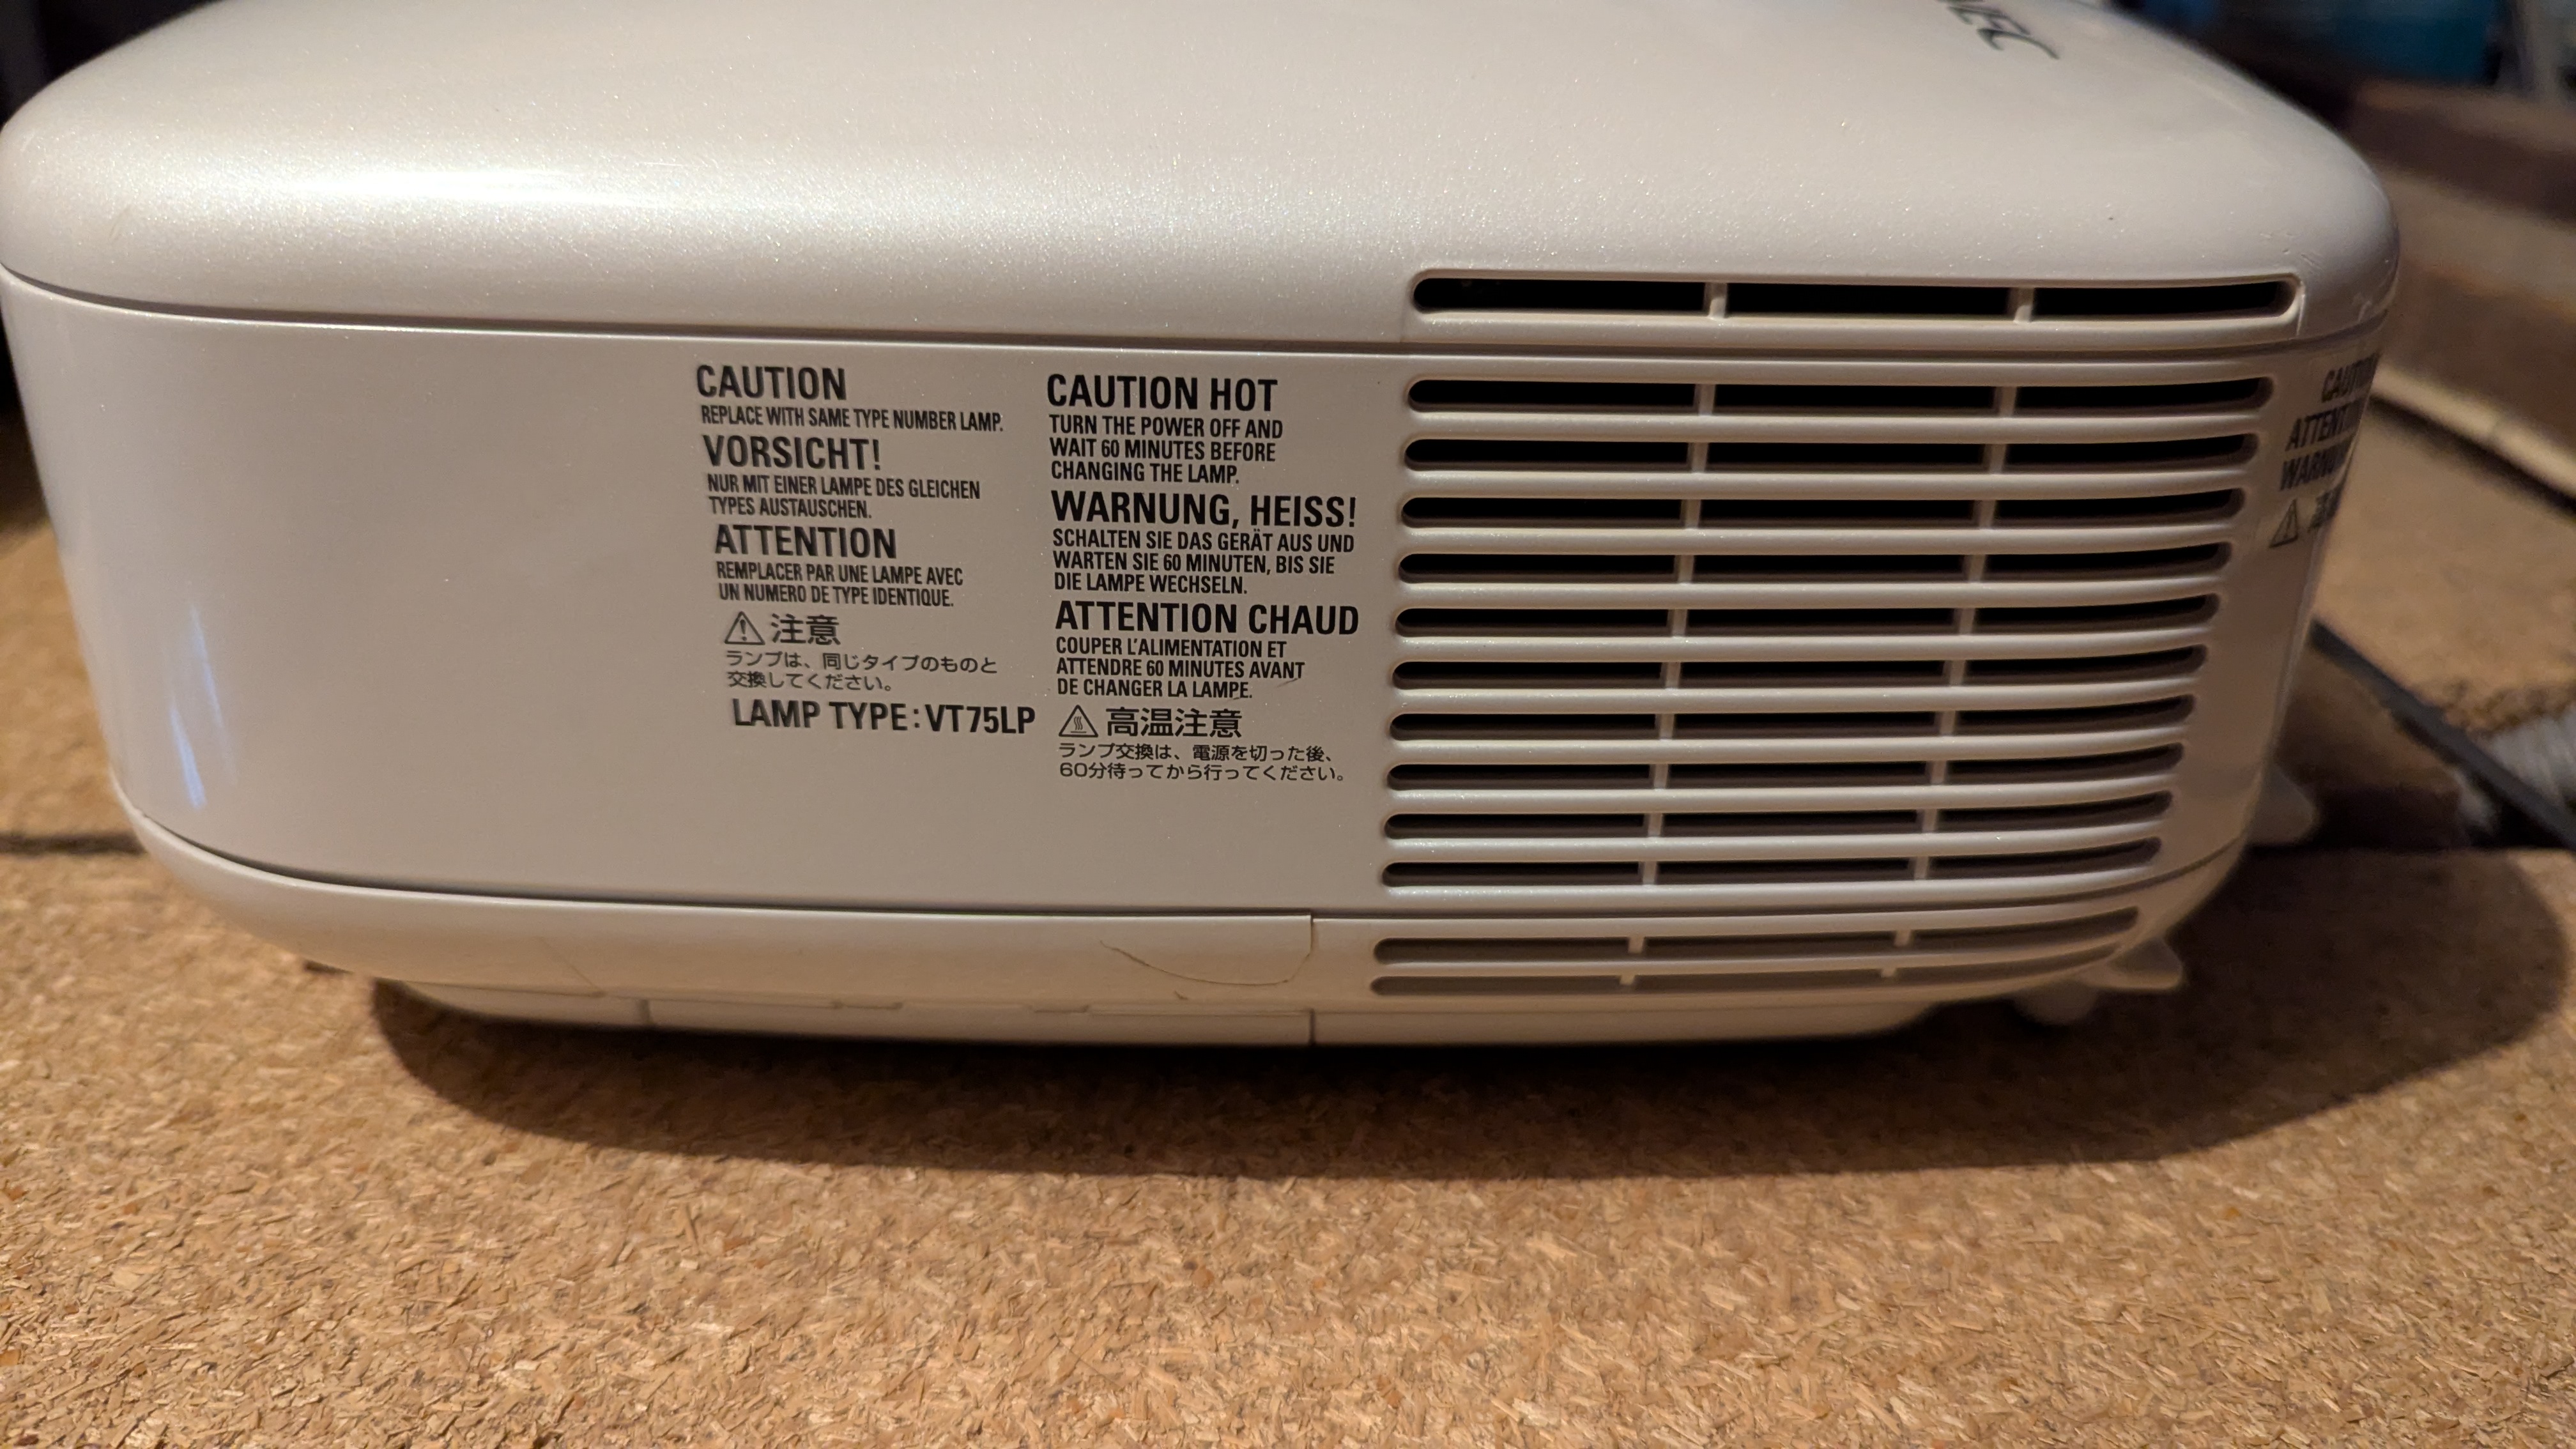 NEC
CAUTION
REPLACE WITH SAME TYPE NUMBER LAMP.
VORSICHT!
NUR MIT EINER LAMPE DES GLEICHEN
TYPES AUSTAUSCHEN.
ATTENTION
REMPLACER PAR UNE LAMPE AVEC
UN NUMERO DE TYPE IDENTIQUE.
注意
ランプは、同じタイプのものと
交換してください。
LAMP TYPE:VT75LP
CAUTION HOT
TURN THE POWER OFF AND
WAIT 60 MINUTES BEFORE
CHANGING THE LAMP.
WARNUNG, HEISS!
SCHALTEN SIE DAS GERÄT AUS UND
WARTEN SIE 60 MINUTEN, BIS SIE
DIE LAMPE WECHSELN.
ATTENTION CHAUD
COUPER L'ALIMENTATION ET
ATTENDRE 60 MINUTES AVANT
DE CHANGER LA LAMPE.
高温注意
ランプ交換は、電源を切った後、
60分待ってから行ってください。